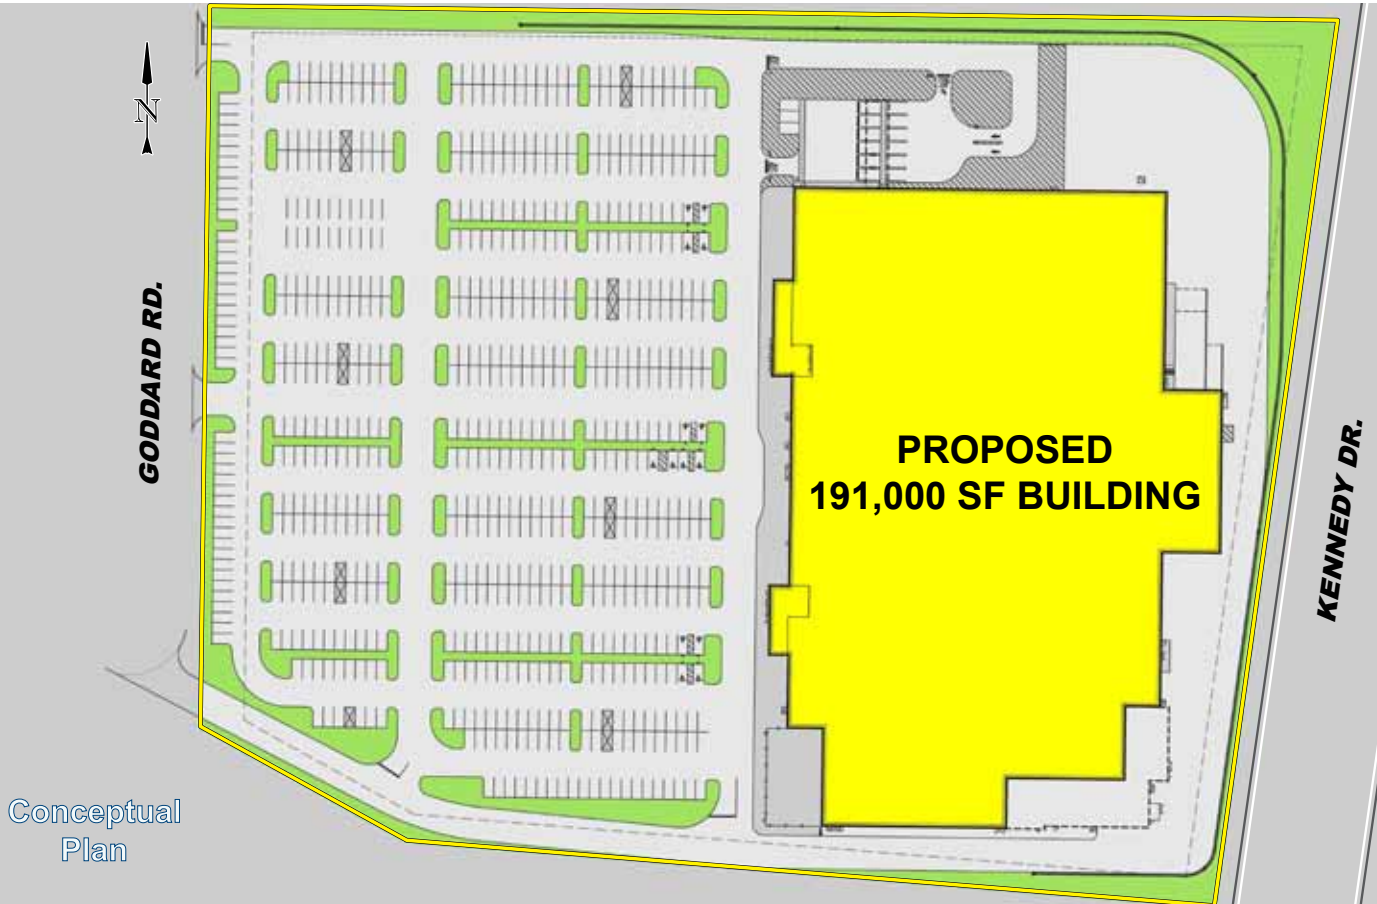 N
GODDARD RD.
PROPOSED
191,000 SF BUILDING
KENNEDY DR.
Conceptual
Plan